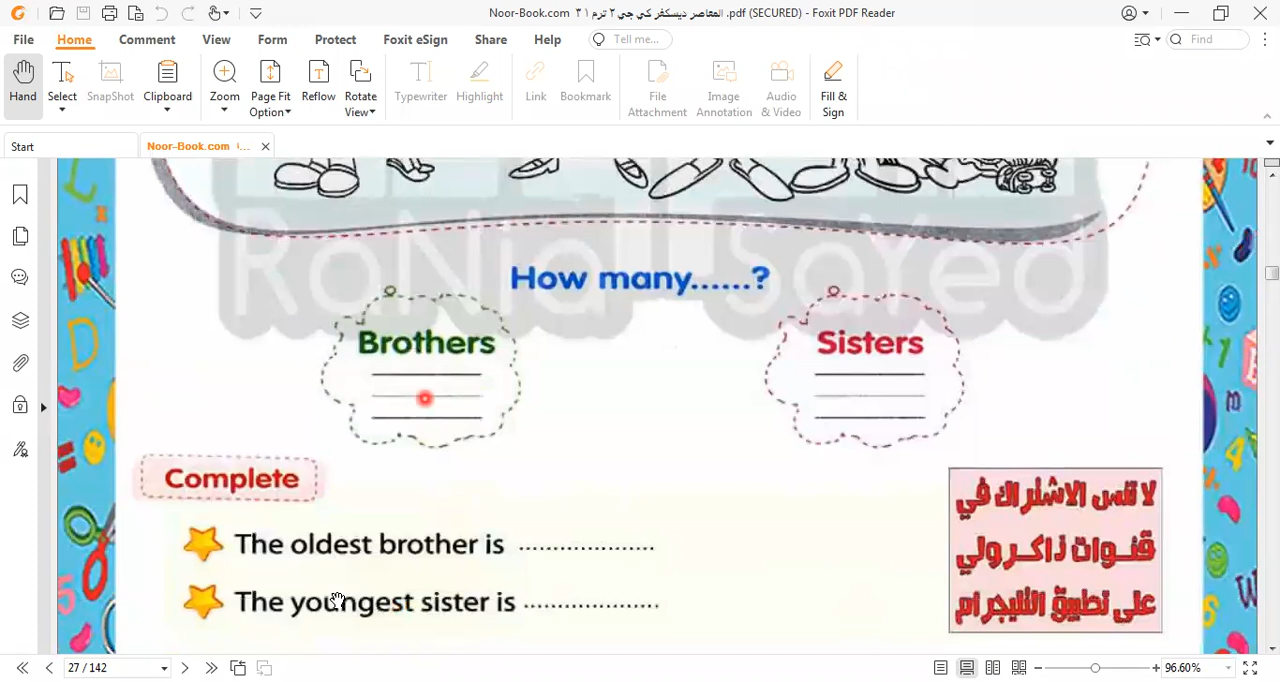 Noor-Book.com المعاصر ديسكفر كي جي ٢ ترم ١ ٣ .pdf (SECURED) - Foxit PDF Reader
File Home Comment View Form Protect Foxit eSign Share Help Tell me... Find
Hand Select SnapShot Clipboard Zoom Page Fit Option Reflow Rotate View Typewriter Highlight Link Bookmark File Attachment Image Annotation Audio & Video Fill & Sign
Start Noor-Book.com
RaNia SaYed
How many......?
Brothers Sisters
Complete
The oldest brother is ........................
The youngest sister is ........................
لا تنس الاشتراك في
قنوات ذاكرولي
على تطبيق التليجرام
27 / 142 96.60%